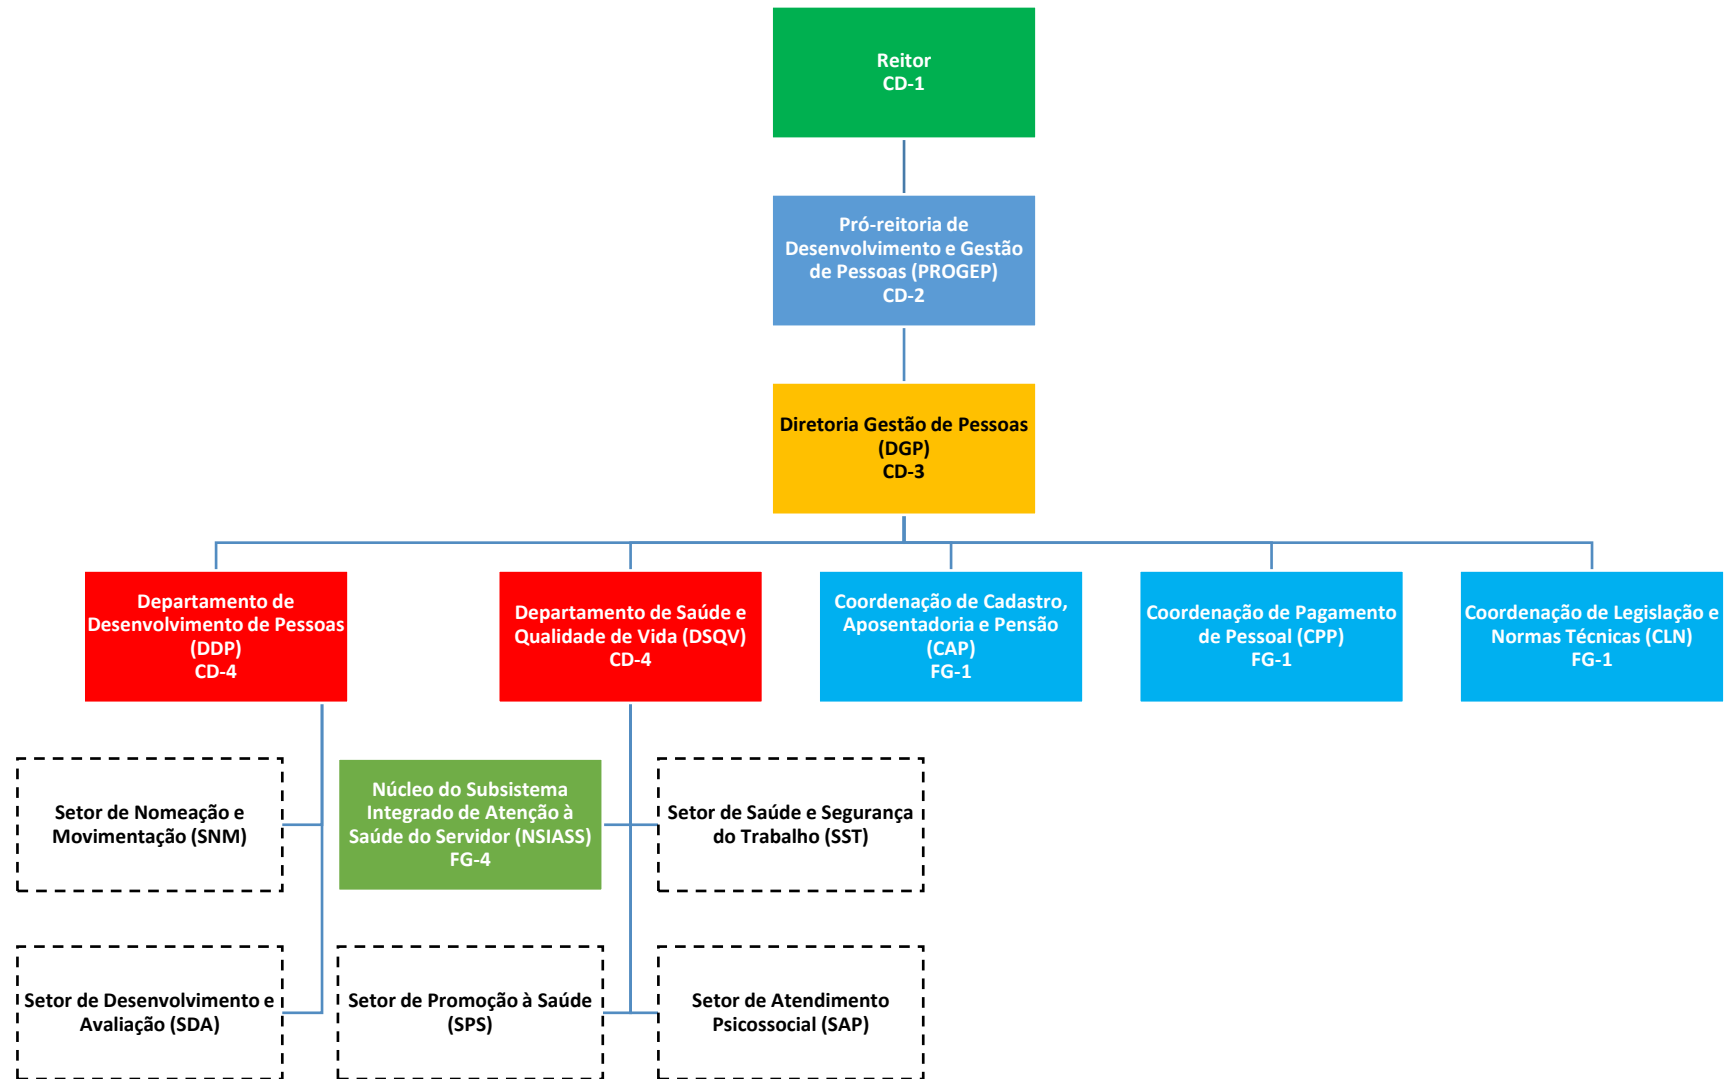 Reitor
CD-1
Pró-reitoria de
Desenvolvimento e Gestão
de Pessoas (PROGEP)
CD-2
Diretoria Gestão de Pessoas
(DGP)
CD-3
Departamento de
Desenvolvimento de Pessoas
(DDP)
CD-4
Departamento de Saúde e
Qualidade de Vida (DSQV)
CD-4
Coordenação de Cadastro,
Aposentadoria e Pensão
(CAP)
FG-1
Coordenação de Pagamento
de Pessoal (CPP)
FG-1
Coordenação de Legislação e
Normas Técnicas (CLN)
FG-1
Setor de Nomeação e
Movimentação (SNM)
Núcleo do Subsistema
Integrado de Atenção à
Saúde do Servidor (NSIASS)
FG-4
Setor de Saúde e Segurança
do Trabalho (SST)
Setor de Desenvolvimento e
Avaliação (SDA)
Setor de Promoção à Saúde
(SPS)
Setor de Atendimento
Psicossocial (SAP)